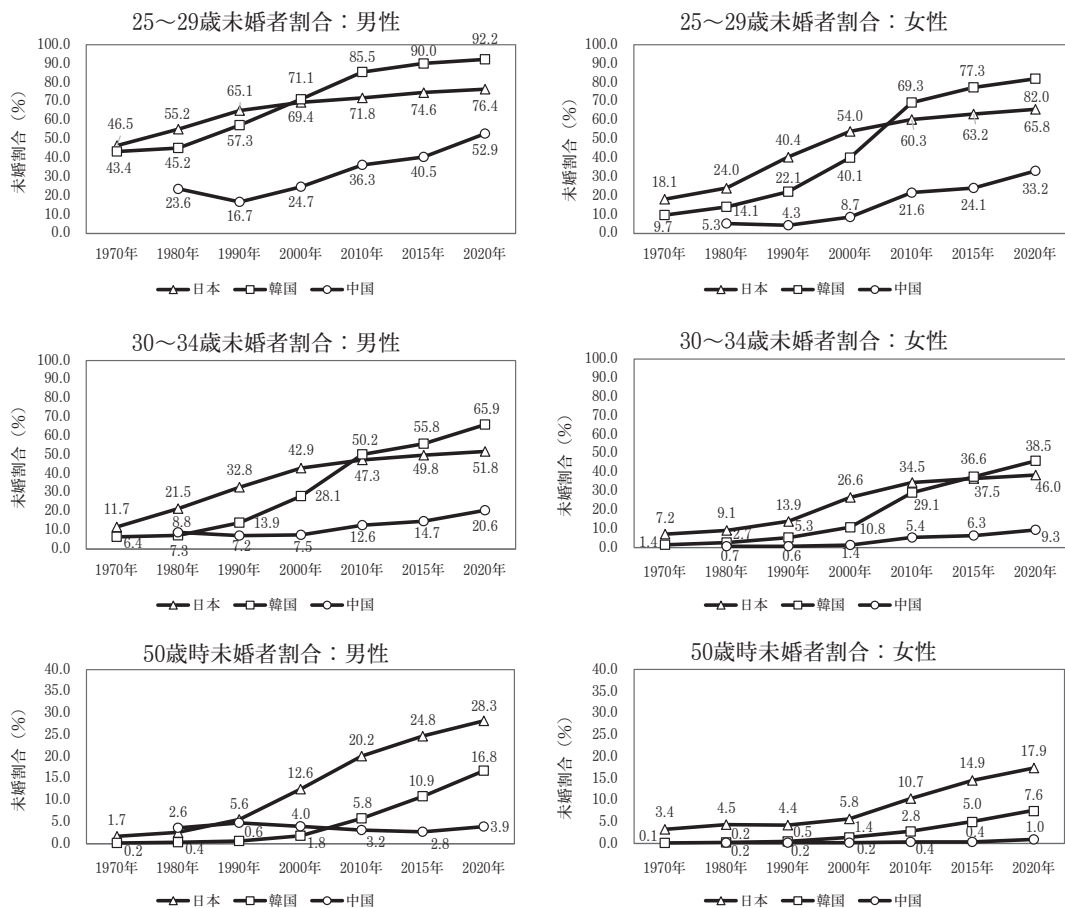 25～29歳未婚者割合：男性
未婚割合（%）
100.0
90.0
80.0
70.0
60.0
50.0
40.0
30.0
20.0
10.0
0.0
46.5 55.2 65.1 71.1 85.5 90.0 92.2
43.4 45.2 57.3 69.4 71.8 74.6 76.4
23.6 16.7 24.7 36.3 40.5 52.9
1970年 1980年 1990年 2000年 2010年 2015年 2020年
日本 韓国 中国
25～29歳未婚者割合：女性
未婚割合（%）
100.0
90.0
80.0
70.0
60.0
50.0
40.0
30.0
20.0
10.0
0.0
18.1 24.0 40.4 54.0 69.3 77.3 82.0
9.7 14.1 22.1 40.1 60.3 63.2 65.8
5.3 4.3 8.7 21.6 24.1 33.2
1970年 1980年 1990年 2000年 2010年 2015年 2020年
日本 韓国 中国
30～34歳未婚者割合：男性
未婚割合（%）
100.0
90.0
80.0
70.0
60.0
50.0
40.0
30.0
20.0
10.0
0.0
11.7 21.5 32.8 42.9 50.2 55.8 65.9
6.4 7.3 13.9 28.1 47.3 49.8 51.8
8.8 7.2 7.5 12.6 14.7 20.6
1970年 1980年 1990年 2000年 2010年 2015年 2020年
日本 韓国 中国
30～34歳未婚者割合：女性
未婚割合（%）
100.0
90.0
80.0
70.0
60.0
50.0
40.0
30.0
20.0
10.0
0.0
7.2 9.1 13.9 26.6 34.5 36.6 38.5
1.4 2.7 5.3 10.8 29.1 37.5 46.0
0.7 0.6 1.4 5.4 6.3 9.3
1970年 1980年 1990年 2000年 2010年 2015年 2020年
日本 韓国 中国
50歳時未婚者割合：男性
未婚割合（%）
40.0
35.0
30.0
25.0
20.0
15.0
10.0
5.0
0.0
1.7 2.6 5.6 12.6 20.2 24.8 28.3
0.2 0.4 0.6 1.8 5.8 10.9 16.8
4.0 3.2 2.8 3.9
1970年 1980年 1990年 2000年 2010年 2015年 2020年
日本 韓国 中国
50歳時未婚者割合：女性
未婚割合（%）
40.0
35.0
30.0
25.0
20.0
15.0
10.0
5.0
0.0
3.4 4.5 4.4 5.8 10.7 14.9 17.9
0.1 0.2 0.5 1.4 2.8 5.0 7.6
0.2 0.2 0.2 0.4 0.4 1.0
1970年 1980年 1990年 2000年 2010年 2015年 2020年
日本 韓国 中国